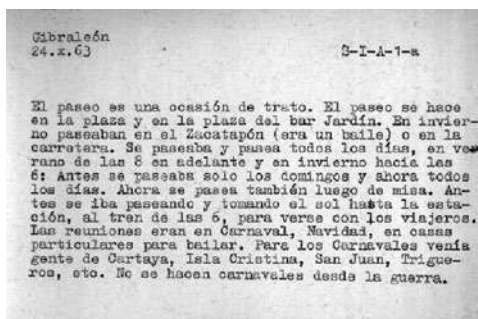 Gibraleón
24.x.63 S-I-A-1-a
El paseo es una ocasión de trato. El paseo se hace
en la plaza y en la plaza del bar Jardín. En invier-
no paseaban en el Zacatapón (era un baile) o en la
carretera. Se paseaba y pasea todos los días, en ve
rano de las 8 en adelante y en invierno hacia las
6: Antes se paseaba solo los domingos y ahora todos
los días. Ahora se pasea también luego de misa. An-
tes se iba paseando y tomando el sol hasta la esta-
ción, al tren de las 6, para verse con los viajeros.
Las reuniones eran en Carnaval, Navidad, en casas
particulares para bailar. Para los Carnavales venía
gente de Cartaya, Isla Cristina, San Juan, Trigue-
ros, etc. No se hacen carnavales desde la guerra.